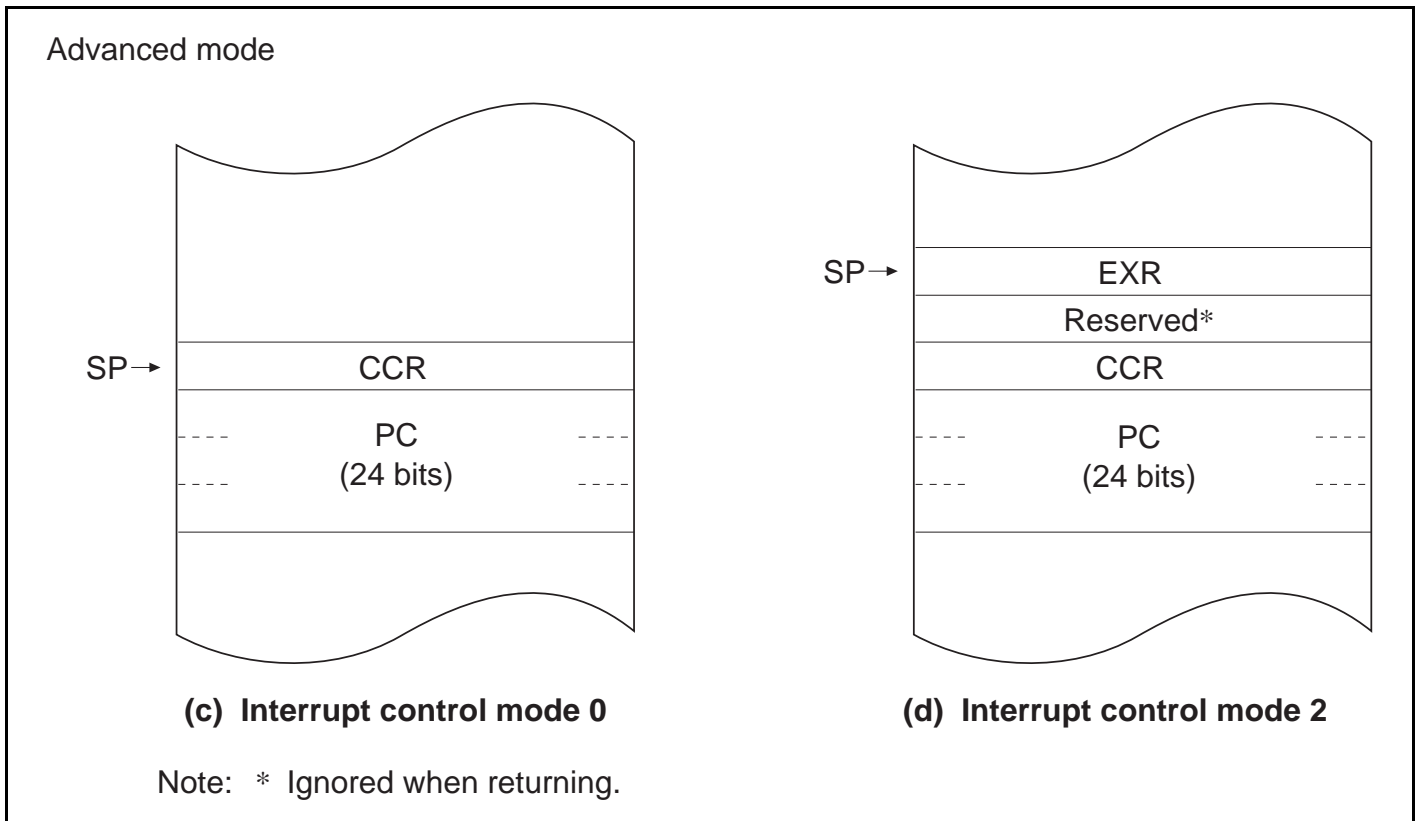 Advanced mode
SP→ CCR
PC
(24 bits)
(c) Interrupt control mode 0
SP→ EXR
Reserved*
CCR
PC
(24 bits)
(d) Interrupt control mode 2
Note: * Ignored when returning.